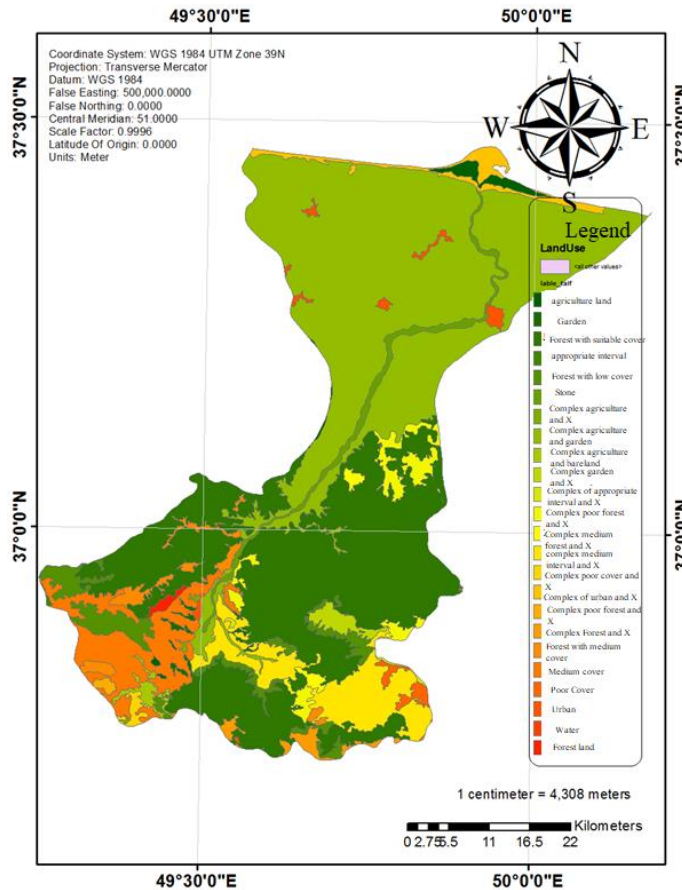 49°30'0"E
50°0'0"E
Coordinate System: WGS 1984 UTM Zone 39N
Projection: Transverse Mercator
Datum: WGS 1984
False Easting: 500,000.0000
False Northing: 0.0000
Central Meridian: 51.0000
Scale Factor: 0.9996
Latitude Of Origin: 0.0000
Units: Meter
37°30'0"N
37°30'0"N
N
W
E
S
Legend
LandUse
<all other values>
agriculture land
Garden
Forest with suitable cover
appropriate interval
Forest with low cover
Stone
Complex agriculture
and X
Complex agriculture
and garden
Complex agriculture
and bareland
Complex garden
and X
Complex of appropriate
interval and X
Complex poor forest
and X
Complex medium
forest and X
complex medium
interval and X
Complex poor cover and X
Complex of urban and X
Complex poor forest and
X
Complex Forest and X
Forest with medium
cover
Medium cover
Poor Cover
Urban
Water
Forest land
37°0'0"N
37°0'0"N
1 centimeter = 4,308 meters
Kilometers
0 2.75 5.5 11 16.5 22
49°30'0"E
50°0'0"E